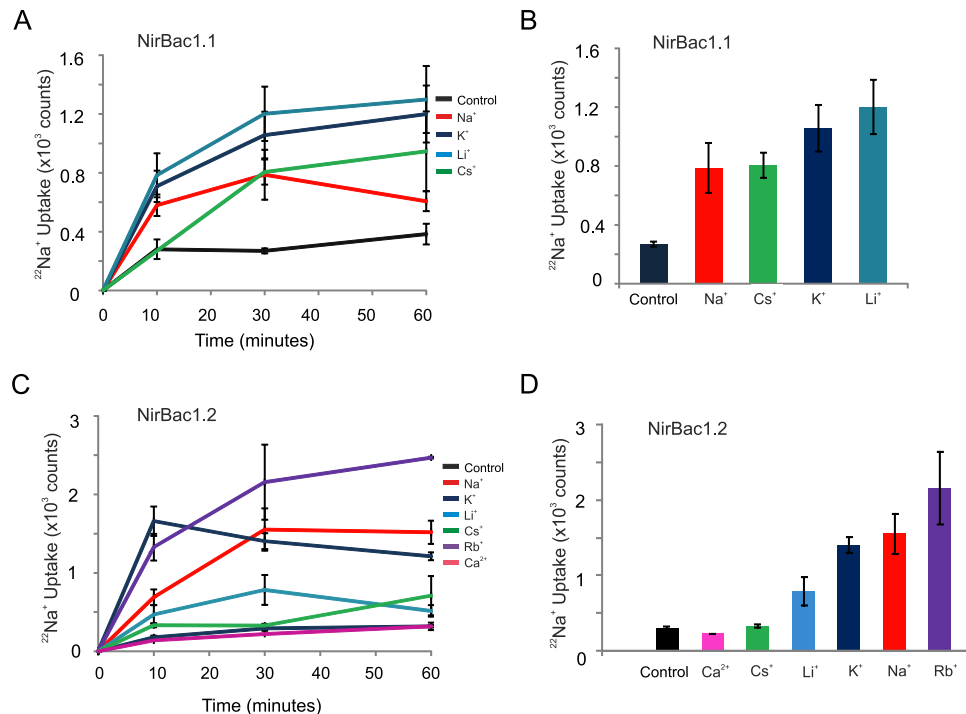 A
NirBac1.1
1.6
1.2
0.8
0.4
0
²²Na⁺ Uptake (x10³ counts)
0 10 20 30 40 50 60
Time (minutes)
Control
Na⁺
K⁺
Li⁺
Cs⁺
B
NirBac1.1
1.6
1.2
0.8
0.4
0
²²Na⁺ Uptake (x10³ counts)
Control Na⁺ Cs⁺ K⁺ Li⁺
C
NirBac1.2
3
2
1
0
²²Na⁺ Uptake (x10³ counts)
0 10 20 30 40 50 60
Time (minutes)
Control
Na⁺
K⁺
Li⁺
Cs⁺
Rb⁺
Ca²⁺
D
NirBac1.2
3
2
1
0
²²Na⁺ Uptake (x10³ counts)
Control Ca²⁺ Cs⁺ Li⁺ K⁺ Na⁺ Rb⁺